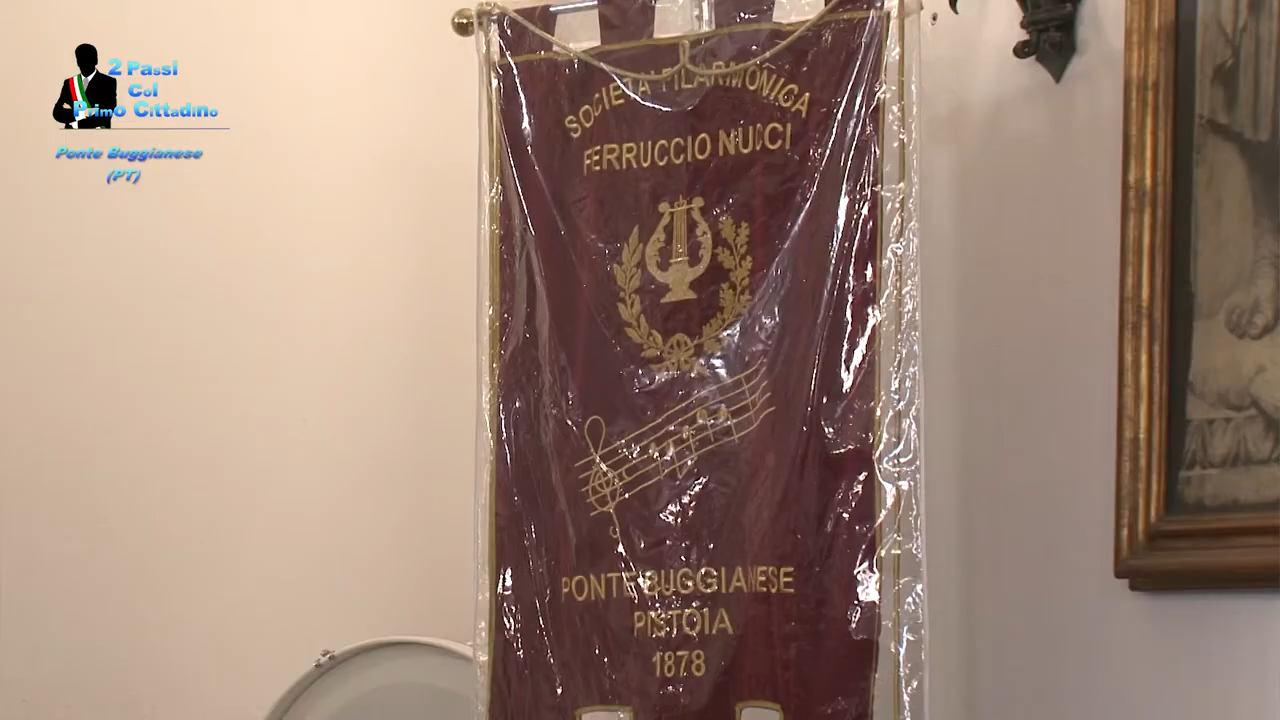 2 Passi
Col
Primo Cittadino
Ponte Buggianese
(PT)
SOCIETÀ FILARMONICA
FERRUCCIO NUCCI
PONTE BUGGIANESE
PISTOIA
1878